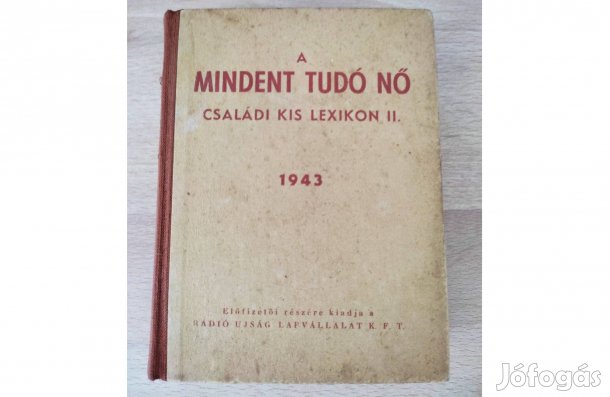 A
MINDENT TUDÓ NŐ
CSALÁDI KIS LEXIKON II.
1943
Előfizetői részére kiadja a
RÁDIÓ UJSÁG LAPVÁLLALAT K. F. T.
Jófogás